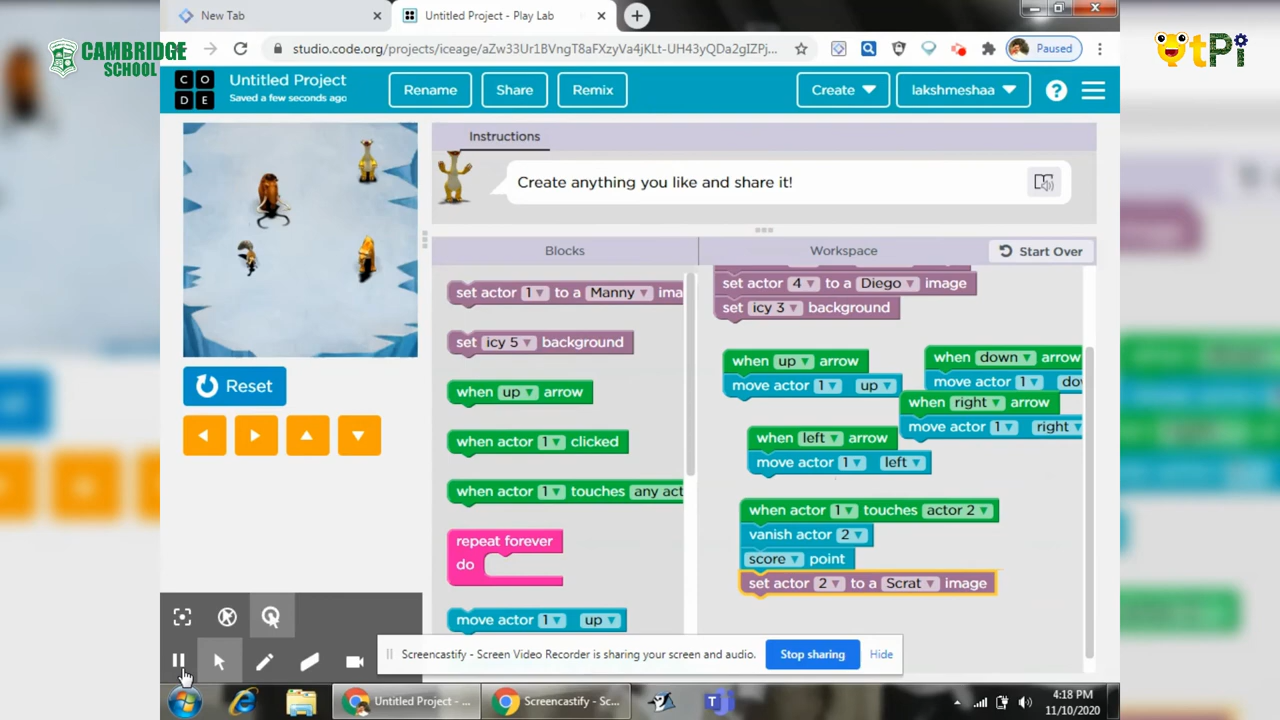 New Tab
Untitled Project - Play Lab
studio.code.org/projects/iceage/aZw33Ur1BVngT8aFXzyVa4jKLt-UH43yQDa2gIZPj...
Paused
CAMBRIDGE
SCHOOL
OtPi
CODE
Untitled Project
Saved a few seconds ago
Rename
Share
Remix
Create
lakshmeshaa
?
Instructions
Create anything you like and share it!
Blocks
Workspace
Start Over
set actor 1 to a Manny ima
set icy 5 background
when up arrow
when actor 1 clicked
when actor 1 touches any act
repeat forever
do
move actor 1 up
set actor 4 to a Diego image
set icy 3 background
when up arrow
move actor 1 up
when down arrow
move actor 1 do
when right arrow
move actor 1 right
when left arrow
move actor 1 left
when actor 1 touches actor 2
vanish actor 2
score point
set actor 2 to a Scrat image
Reset
Screencastify - Screen Video Recorder is sharing your screen and audio.
Stop sharing
Hide
Untitled Project - ...
Screencastify - Sc...
4:18 PM
11/10/2020